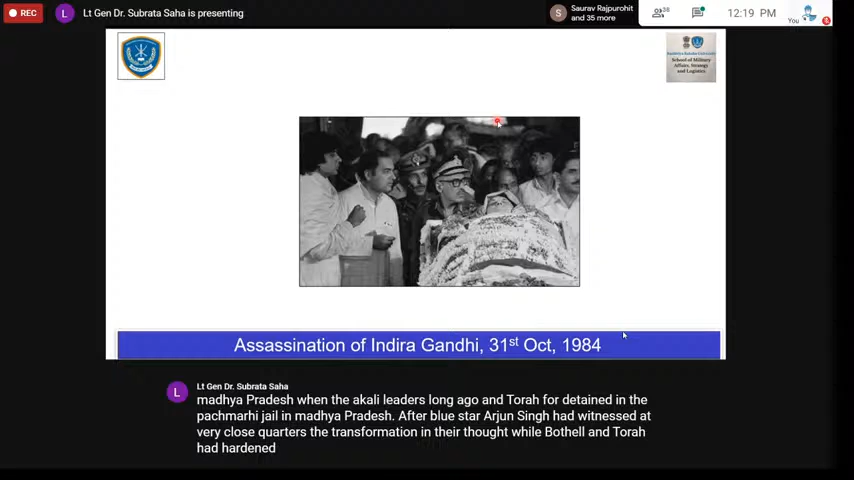 REC
L
Lt Gen Dr. Subrata Saha is presenting
S
Saurav Rajpurohit
and 35 more
38
12:19 PM
You
School of Military
Affairs, Strategy
and Logistics
Assassination of Indira Gandhi, 31st Oct, 1984
L
Lt Gen Dr. Subrata Saha
madhya Pradesh when the akali leaders long ago and Torah for detained in the
pachmarhi jail in madhya Pradesh. After blue star Arjun Singh had witnessed at
very close quarters the transformation in their thought while Bothell and Torah
had hardened